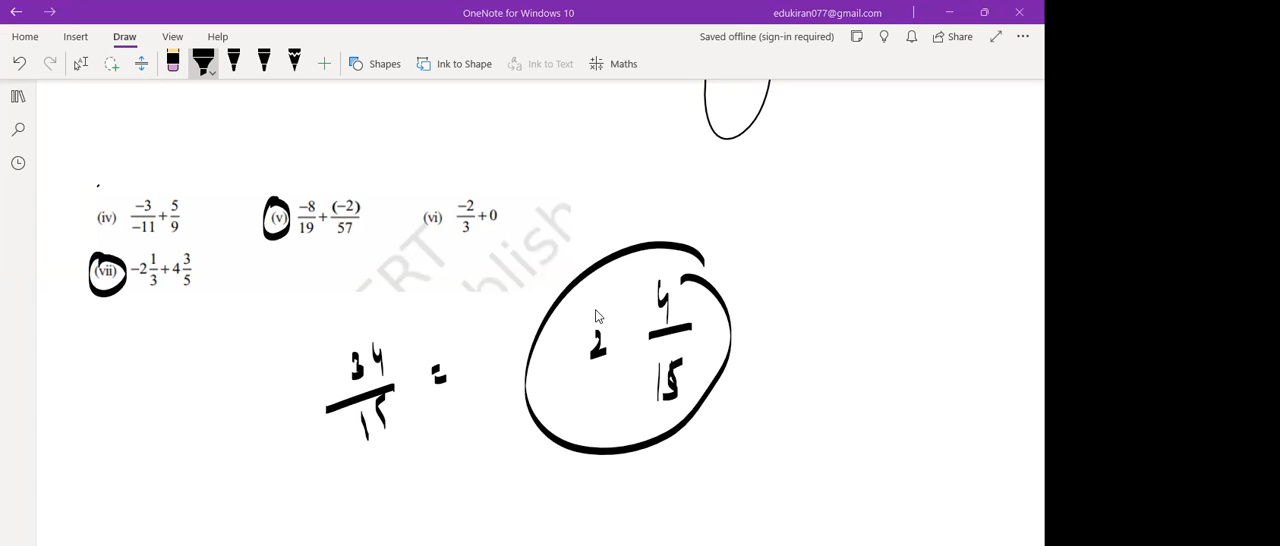 OneNote for Windows 10 edukiran077@gmail.com
Home Insert Draw View Help Saved offline (sign-in required) Share
Shapes Ink to Shape Ink to Text Maths
(iv) -3/-11 + 5/9 (v) -8/19 + (-2)/57 (vi) -2/3 + 0
(vii) -2 1/3 + 4 3/5
34/15 = 2 4/15